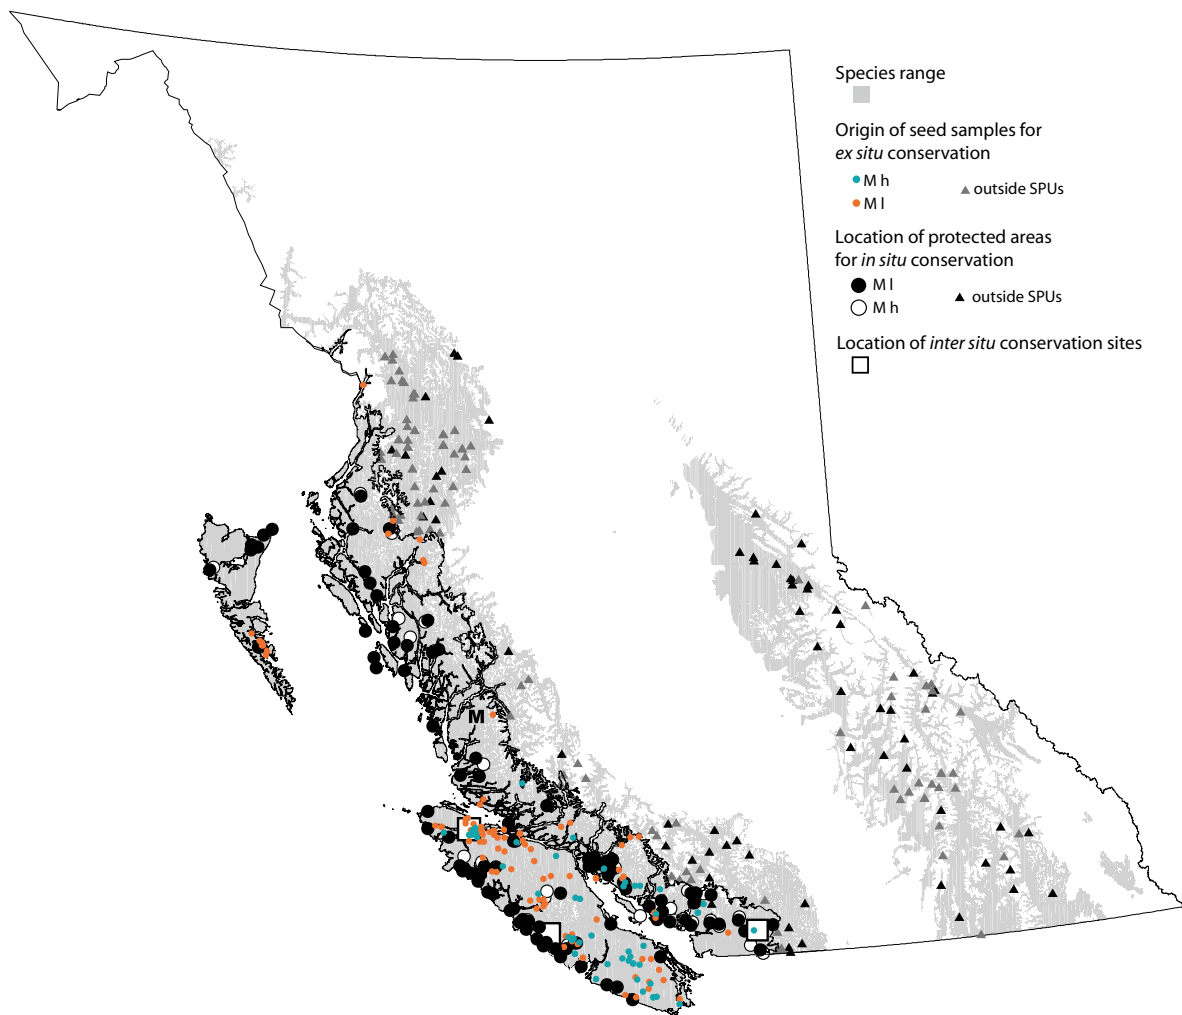 Species range
Origin of seed samples for
ex situ conservation
M h
outside SPUs
M l
Location of protected areas
for in situ conservation
M l
outside SPUs
M h
Location of inter situ conservation sites
M